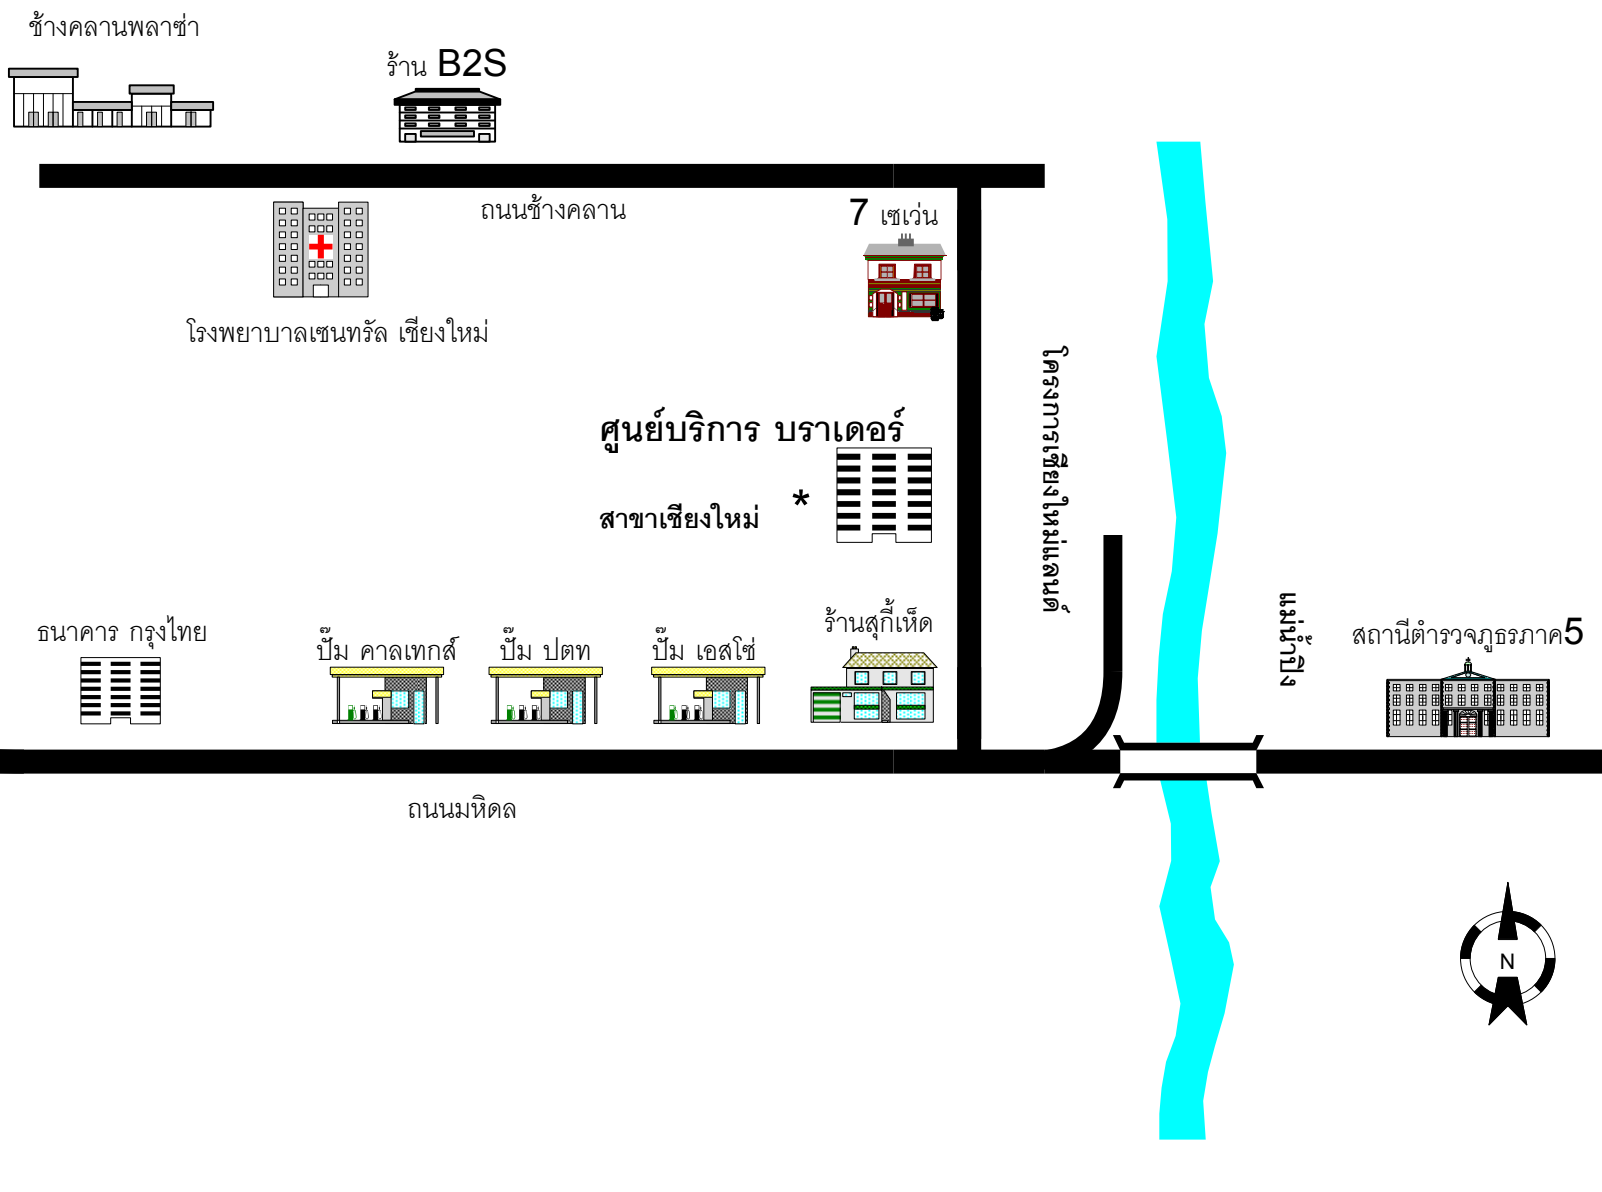 ช้างคลานพลาซ่า
ร้าน B2S
ถนนช้างคลาน
7 เซเว่น
โรงพยาบาลเซนทรัล เชียงใหม่
โครงการเชียงใหม่แลนด์
ศูนย์บริการ บราเดอร์
สาขาเชียงใหม่ *
ธนาคาร กรุงไทย
ปั๊ม คาลเทกส์
ปั๊ม ปตท
ปั๊ม เอสโซ่
ร้านสุกี้เห็ด
แม่น้ำปิง
สถานีตำรวจภูธรภาค5
ถนนมหิดล
N